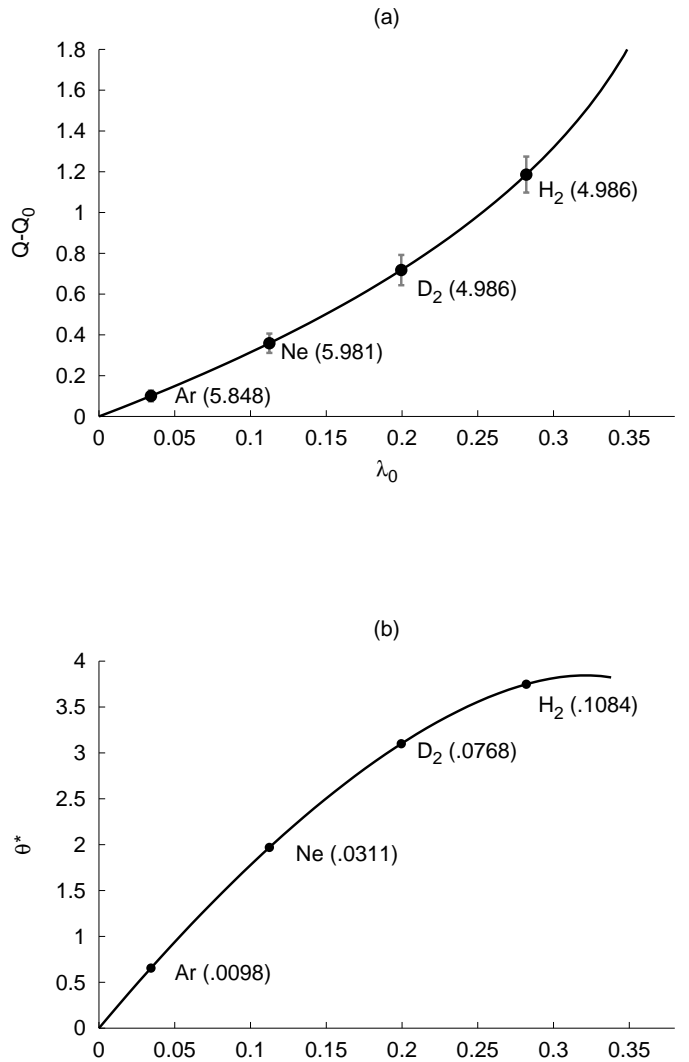 (a)
1.8
1.6
1.4
1.2
1
0.8
0.6
0.4
0.2
0
Q-Q0
H2 (4.986)
D2 (4.986)
Ne (5.981)
Ar (5.848)
0 0.05 0.1 0.15 0.2 0.25 0.3 0.35
λ0
(b)
4
3.5
3
2.5
2
1.5
1
0.5
0
θ*
H2 (.1084)
D2 (.0768)
Ne (.0311)
Ar (.0098)
0 0.05 0.1 0.15 0.2 0.25 0.3 0.35